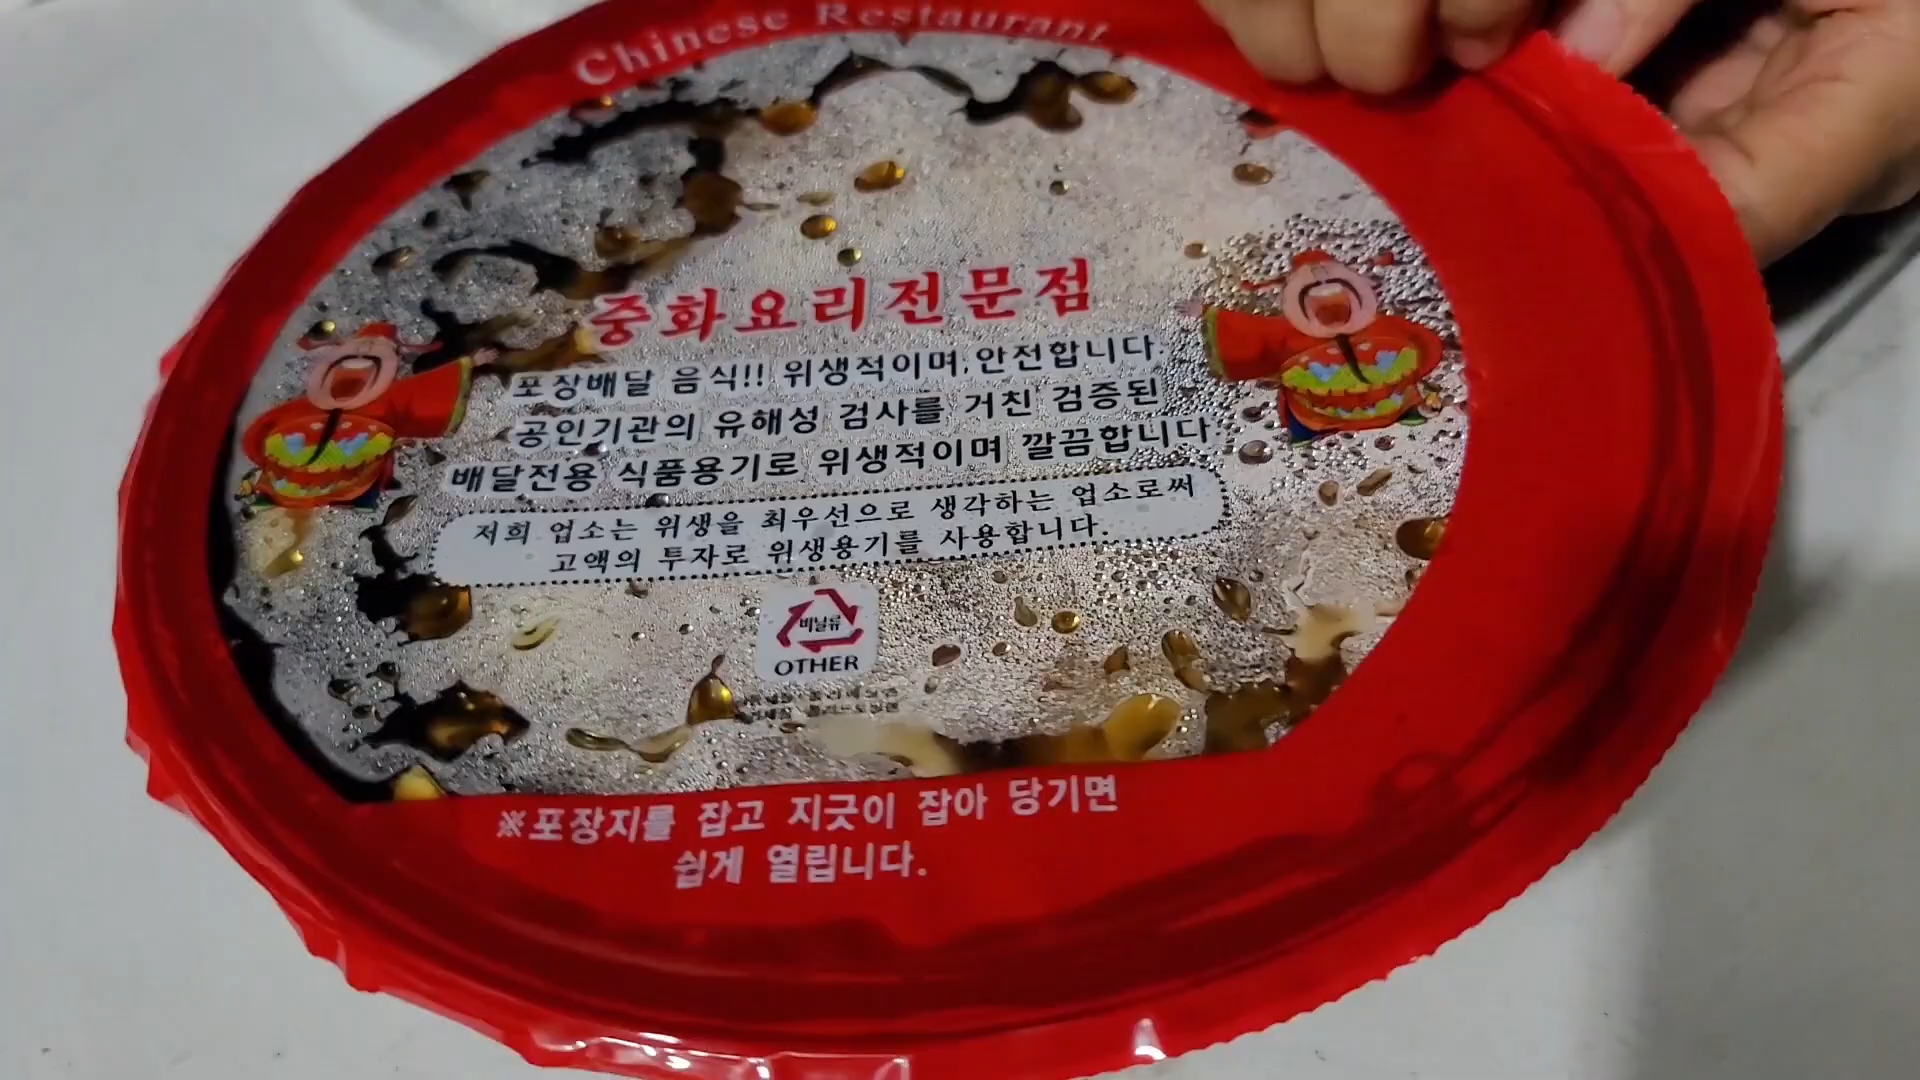 Chinese Restaurant
중화요리전문점
포장배달 음식!! 위생적이며,안전합니다.
공인기관의 유해성 검사를 거친 검증된
배달전용 식품용기로 위생적이며 깔끔합니다.
저희 업소는 위생을 최우선으로 생각하는 업소로써
고액의 투자로 위생용기를 사용합니다.
비닐류
OTHER
※포장지를 잡고 지긋이 잡아 당기면
쉽게 열립니다.